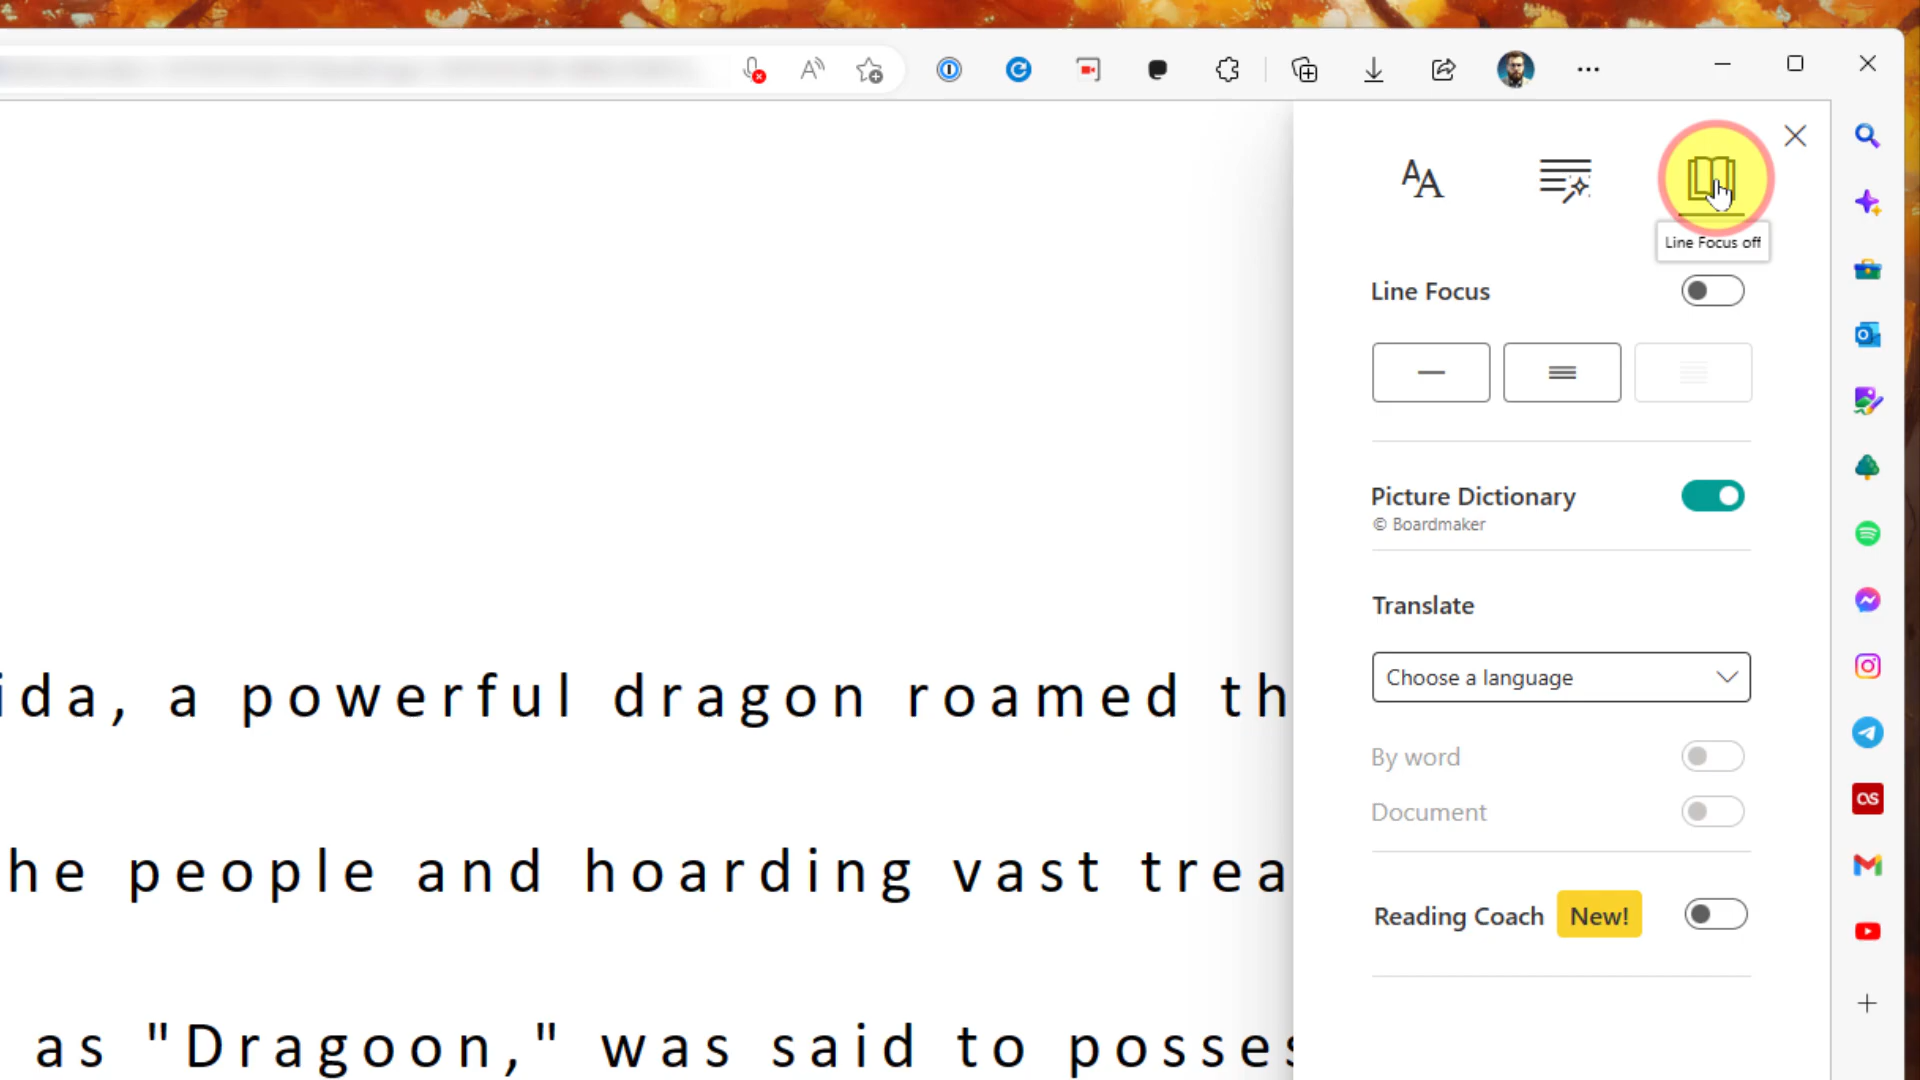 Line Focus off
Line Focus
Picture Dictionary
© Boardmaker
Translate
Choose a language
By word
Document
Reading Coach New!
ida, a powerful dragon roamed th
he people and hoarding vast trea
as "Dragoon," was said to posses